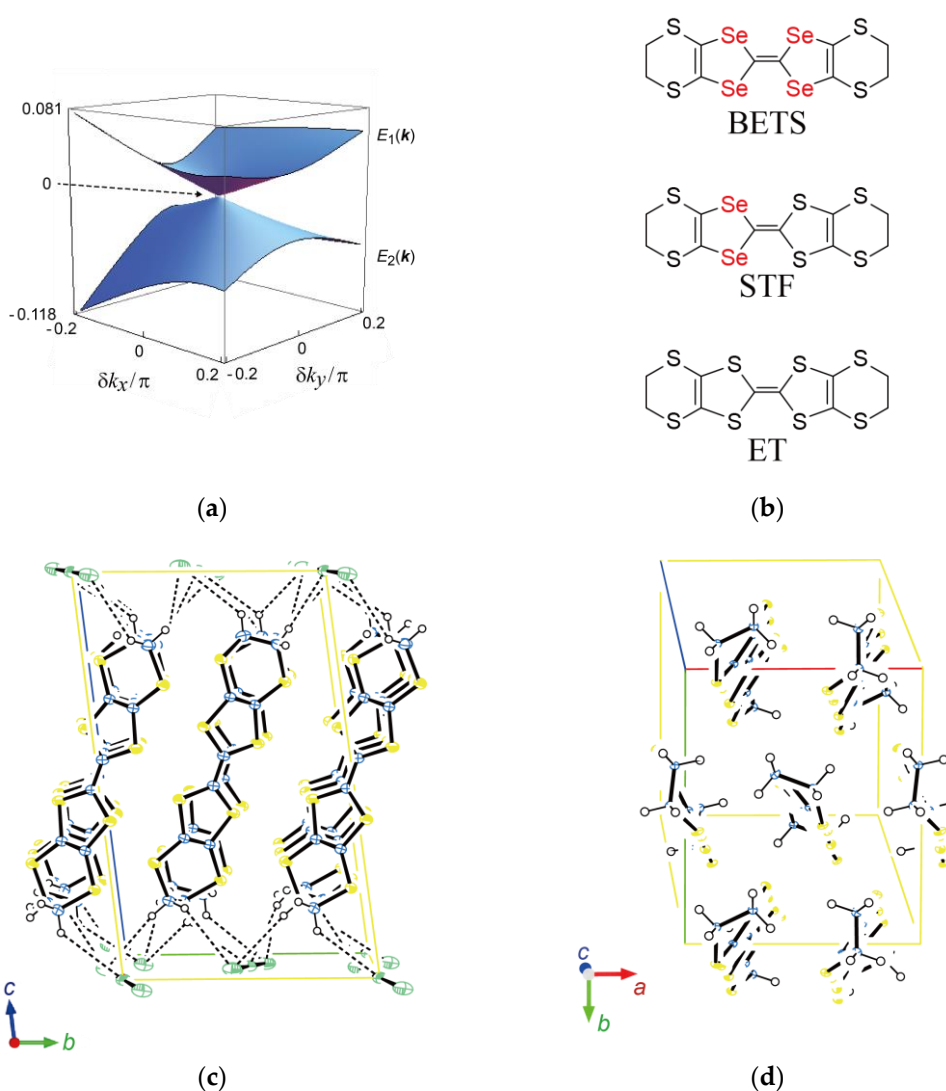 0.081
E1(k)
0
E2(k)
-0.118
-0.2
0
0.2
δkx/π
-0.2
0
0.2
δky/π
(a)
S Se Se S
S Se Se S
BETS
S Se S S
S Se S S
STF
S S S S
S S S S
ET
(b)
c
b
(c)
c
a
b
(d)